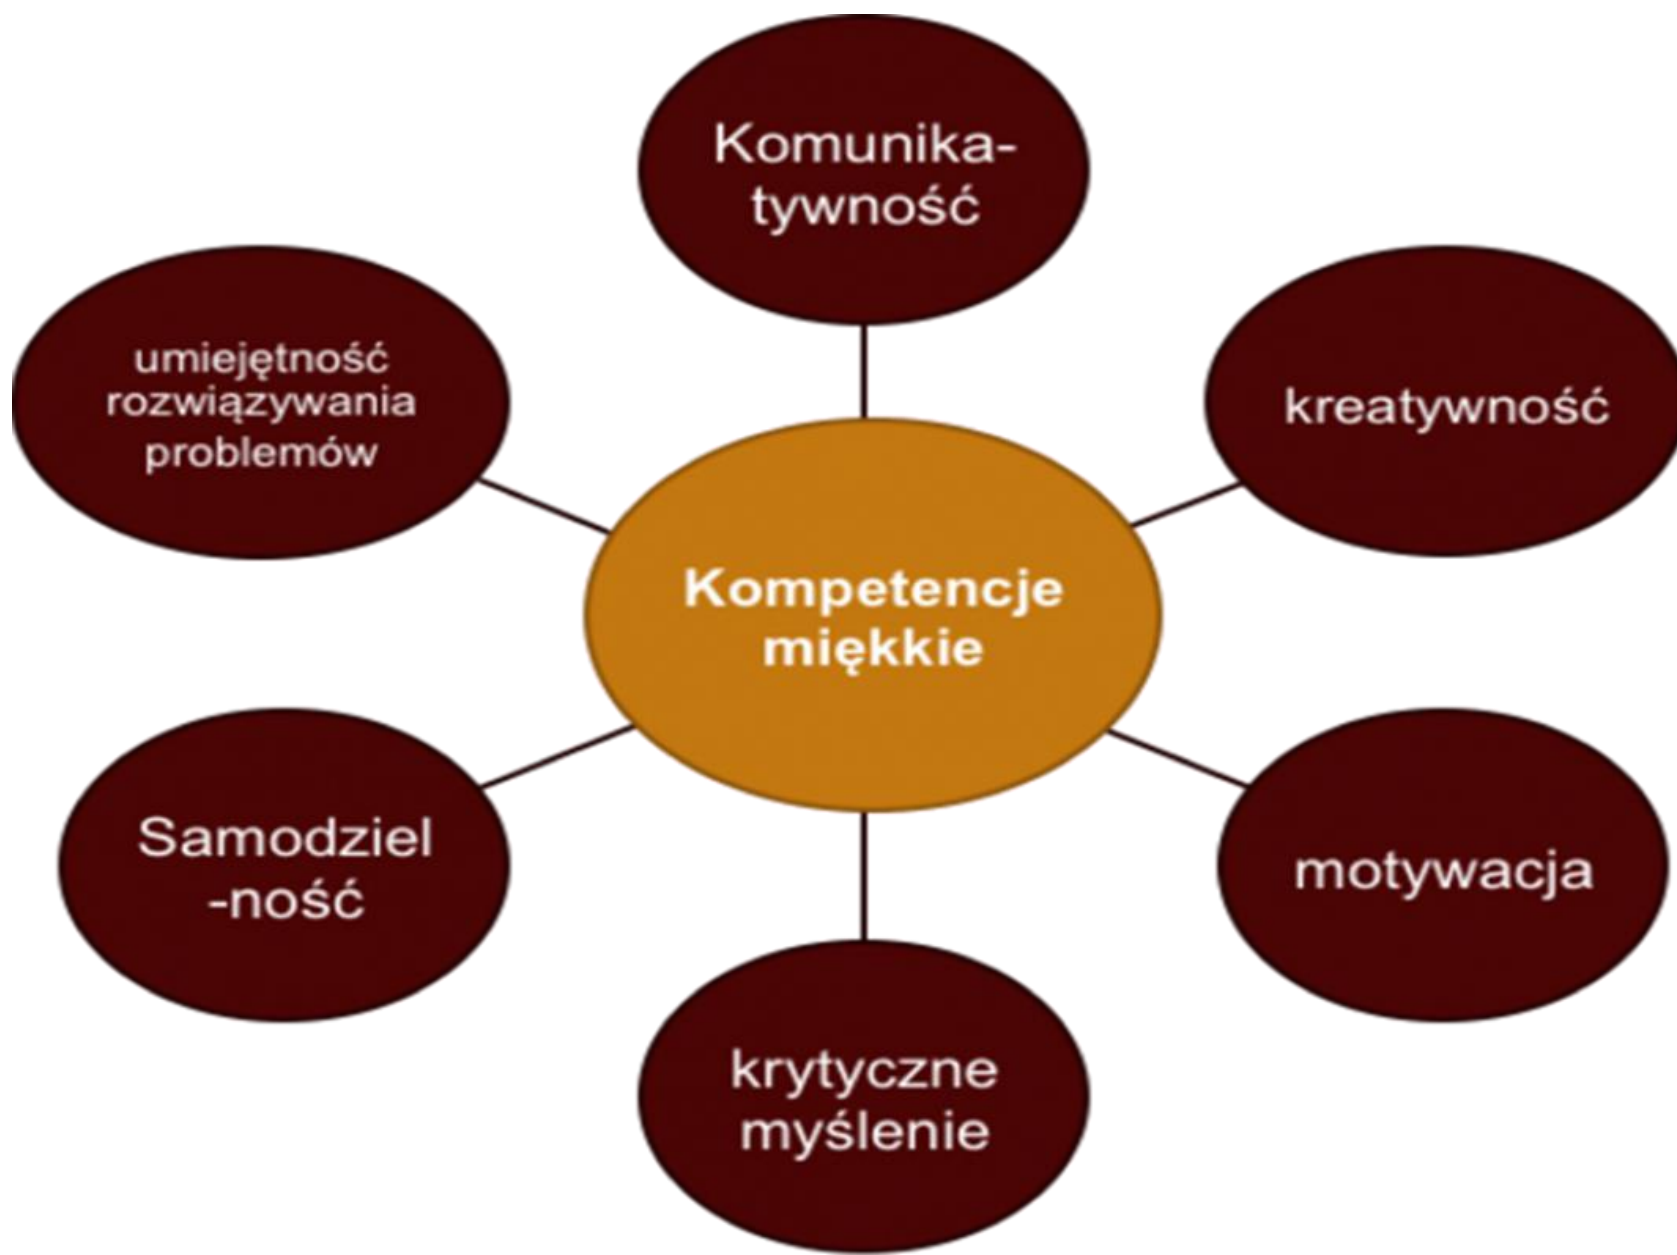 Komunika-
tywność
umiejętność
rozwiązywania
problemów
kreatywność
Kompetencje
miękkie
Samodziel
-ność
motywacja
krytyczne
myślenie